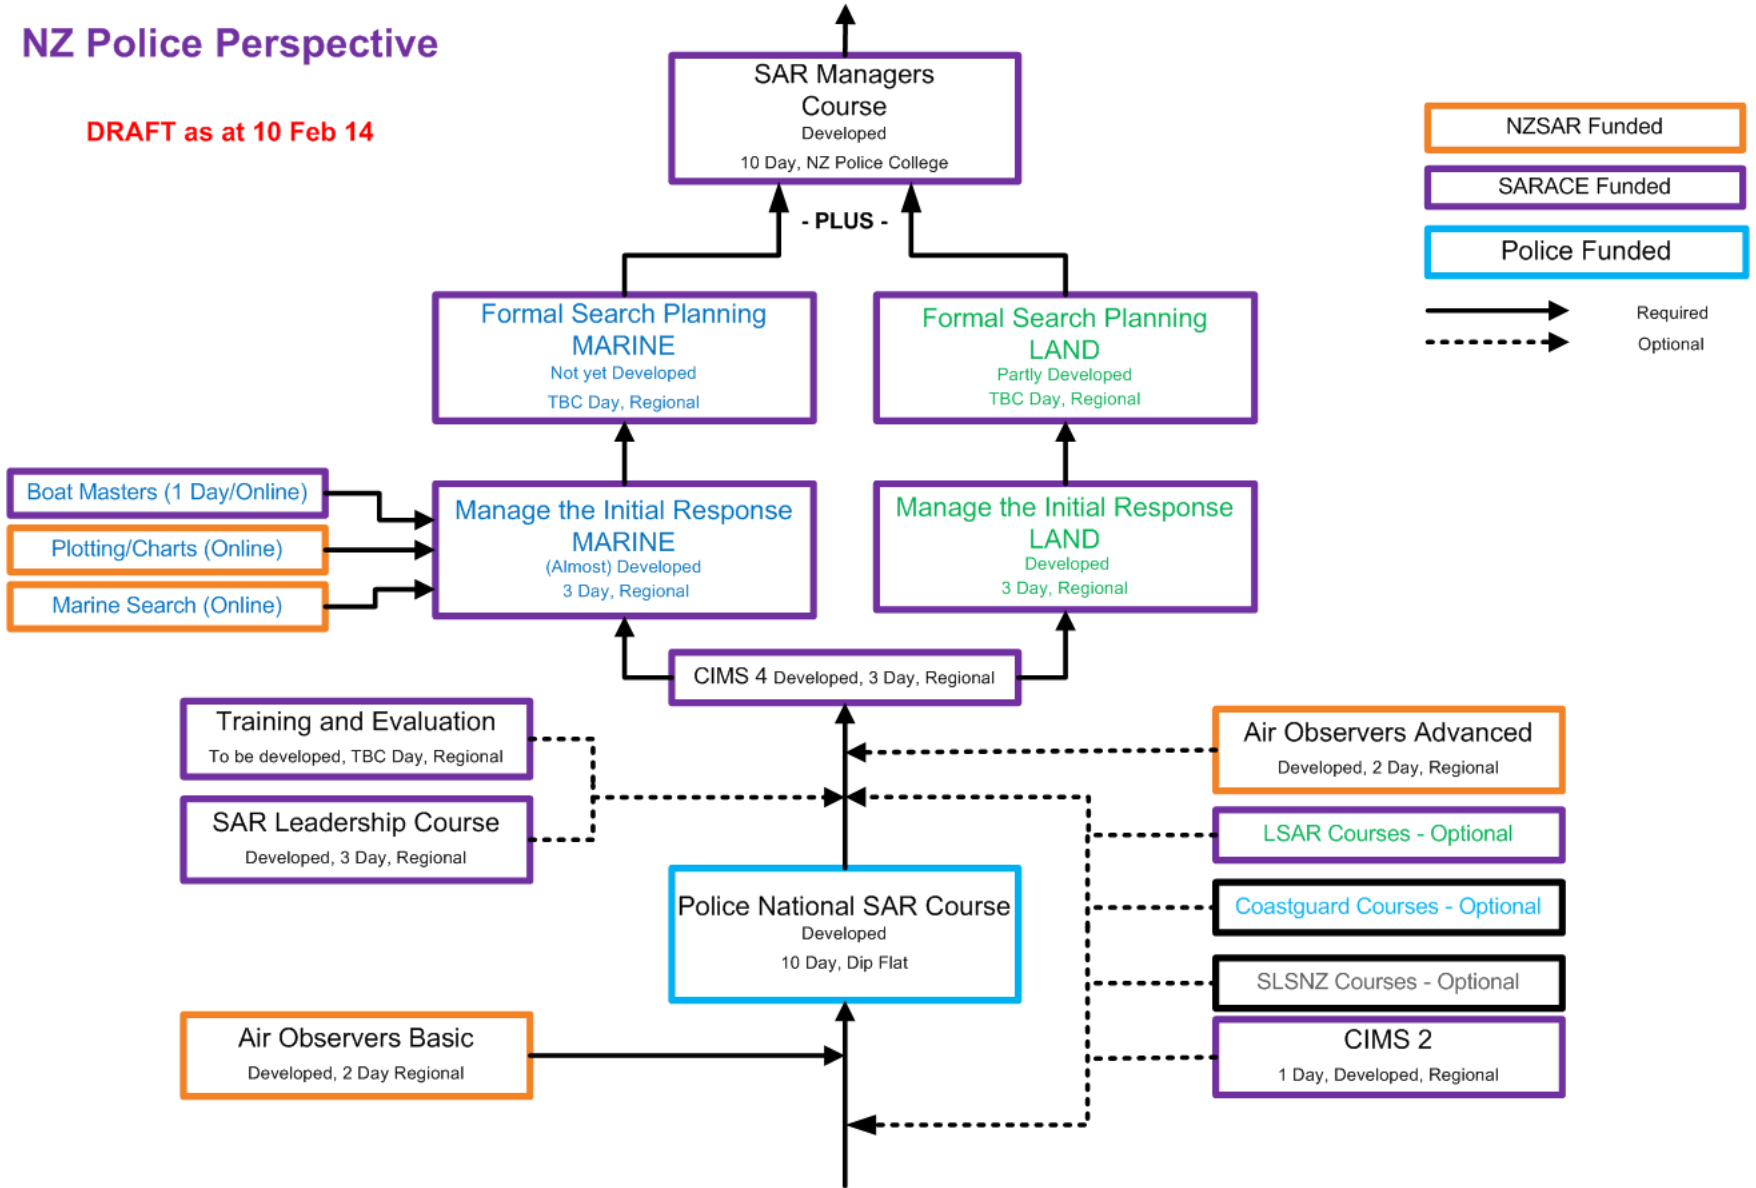 NZ Police Perspective
DRAFT as at 10 Feb 14
SAR Managers
Course
Developed
10 Day, NZ Police College
NZSAR Funded
SARACE Funded
Police Funded
Required
Optional
- PLUS -
Formal Search Planning
MARINE
Not yet Developed
TBC Day, Regional
Formal Search Planning
LAND
Partly Developed
TBC Day, Regional
Boat Masters (1 Day/Online)
Plotting/Charts (Online)
Marine Search (Online)
Manage the Initial Response
MARINE
(Almost) Developed
3 Day, Regional
Manage the Initial Response
LAND
Developed
3 Day, Regional
CIMS 4 Developed, 3 Day, Regional
Training and Evaluation
To be developed, TBC Day, Regional
SAR Leadership Course
Developed, 3 Day, Regional
Air Observers Advanced
Developed, 2 Day, Regional
LSAR Courses - Optional
Police National SAR Course
Developed
10 Day, Dip Flat
Coastguard Courses - Optional
SLSNZ Courses - Optional
Air Observers Basic
Developed, 2 Day Regional
CIMS 2
1 Day, Developed, Regional